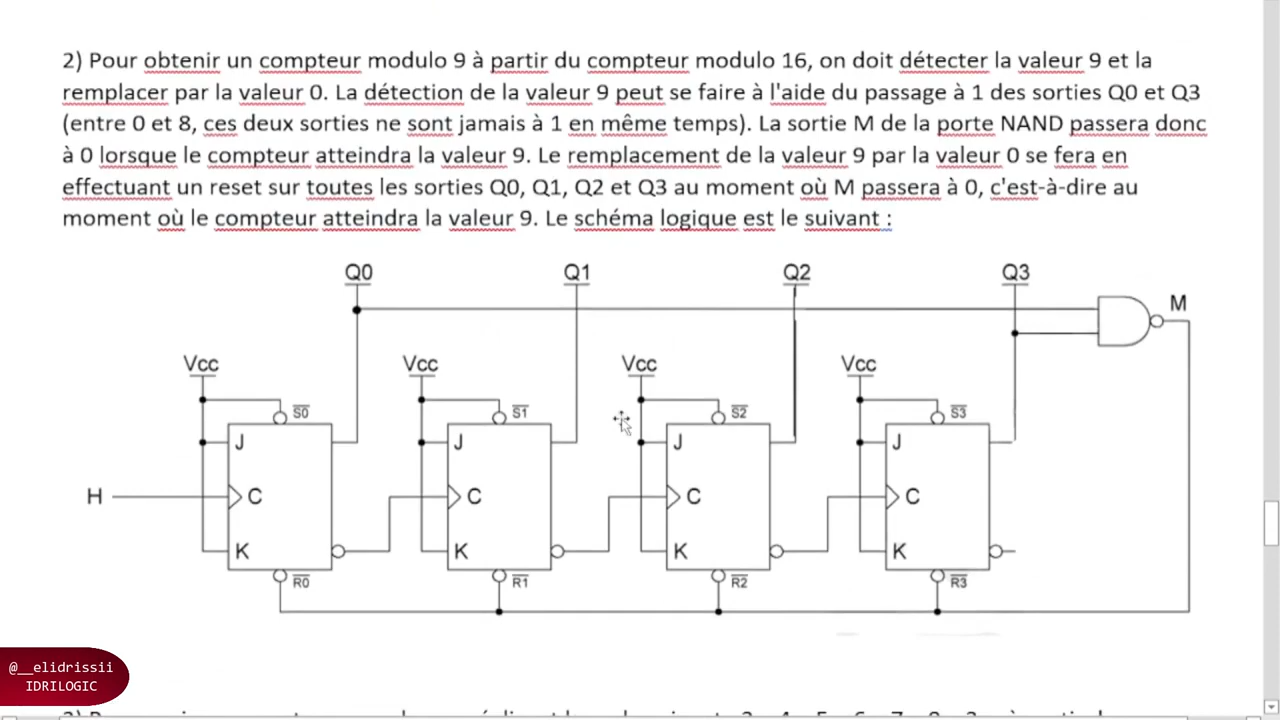 2) Pour obtenir un compteur modulo 9 à partir du compteur modulo 16, on doit détecter la valeur 9 et la
remplacer par la valeur 0. La détection de la valeur 9 peut se faire à l'aide du passage à 1 des sorties Q0 et Q3
(entre 0 et 8, ces deux sorties ne sont jamais à 1 en même temps). La sortie M de la porte NAND passera donc
à 0 lorsque le compteur atteindra la valeur 9. Le remplacement de la valeur 9 par la valeur 0 se fera en
effectuant un reset sur toutes les sorties Q0, Q1, Q2 et Q3 au moment où M passera à 0, c'est-à-dire au
moment où le compteur atteindra la valeur 9. Le schéma logique est le suivant :
Q0 Q1 Q2 Q3
M
Vcc Vcc Vcc Vcc
S0 S1 S2 S3
J J J J
H C C C C
K K K K
R0 R1 R2 R3
@__elidrissii
IDRILOGIC